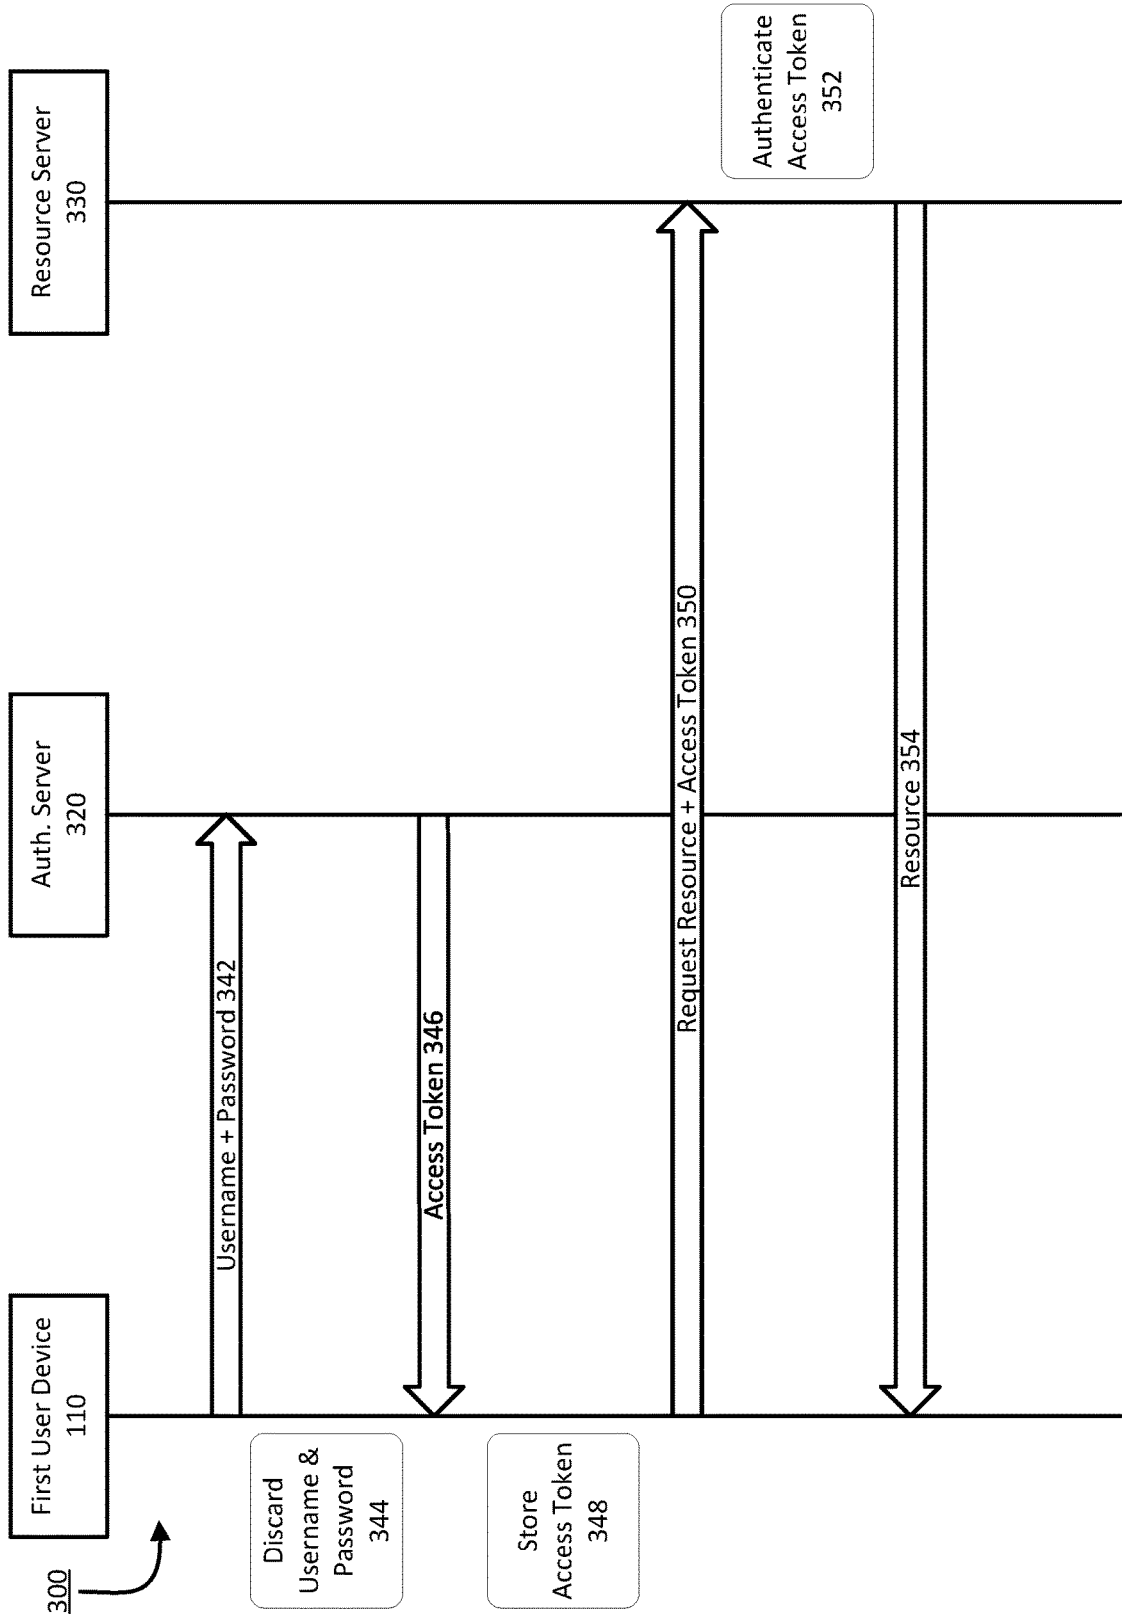 300
First User Device
110
Auth. Server
320
Resource Server
330
Username + Password 342
Discard
Username &
Password
344
Access Token 346
Store
Access Token
348
Request Resource + Access Token 350
Authenticate
Access Token
352
Resource 354